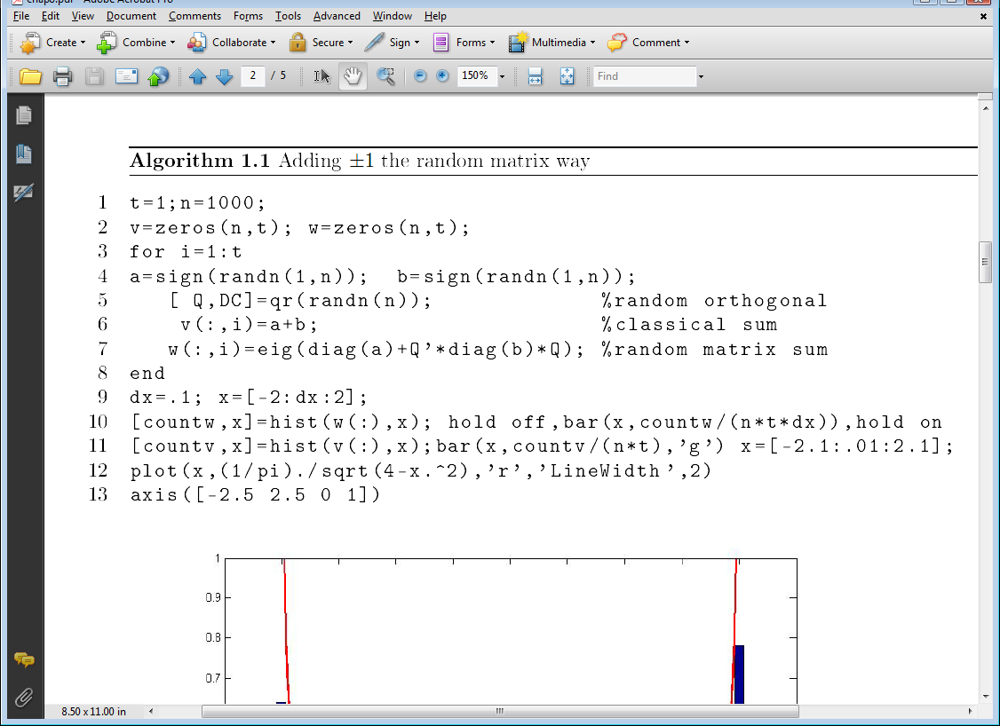 File Edit View Document Comments Forms Tools Advanced Window Help
Create Combine Collaborate Secure Sign Forms Multimedia Comment
2 / 5 150% Find
Algorithm 1.1 Adding ±1 the random matrix way
1 t=1;n=1000;
2 v=zeros(n,t); w=zeros(n,t);
3 for i=1:t
4 a=sign(randn(1,n)); b=sign(randn(1,n));
5 [ Q,DC]=qr(randn(n)); %random orthogonal
6 v(:,i)=a+b; %classical sum
7 w(:,i)=eig(diag(a)+Q’*diag(b)*Q); %random matrix sum
8 end
9 dx=.1; x=[-2:dx:2];
10 [countw,x]=hist(w(:),x); hold off,bar(x,countw/(n*t*dx)),hold on
11 [countv,x]=hist(v(:),x);bar(x,countv/(n*t),’g’) x=[-2.1:.01:2.1];
12 plot(x,(1/pi)./sqrt(4-x.^2),’r’,’LineWidth’,2)
13 axis([-2.5 2.5 0 1])
1
0.9
0.8
0.7
8.50 x 11.00 in